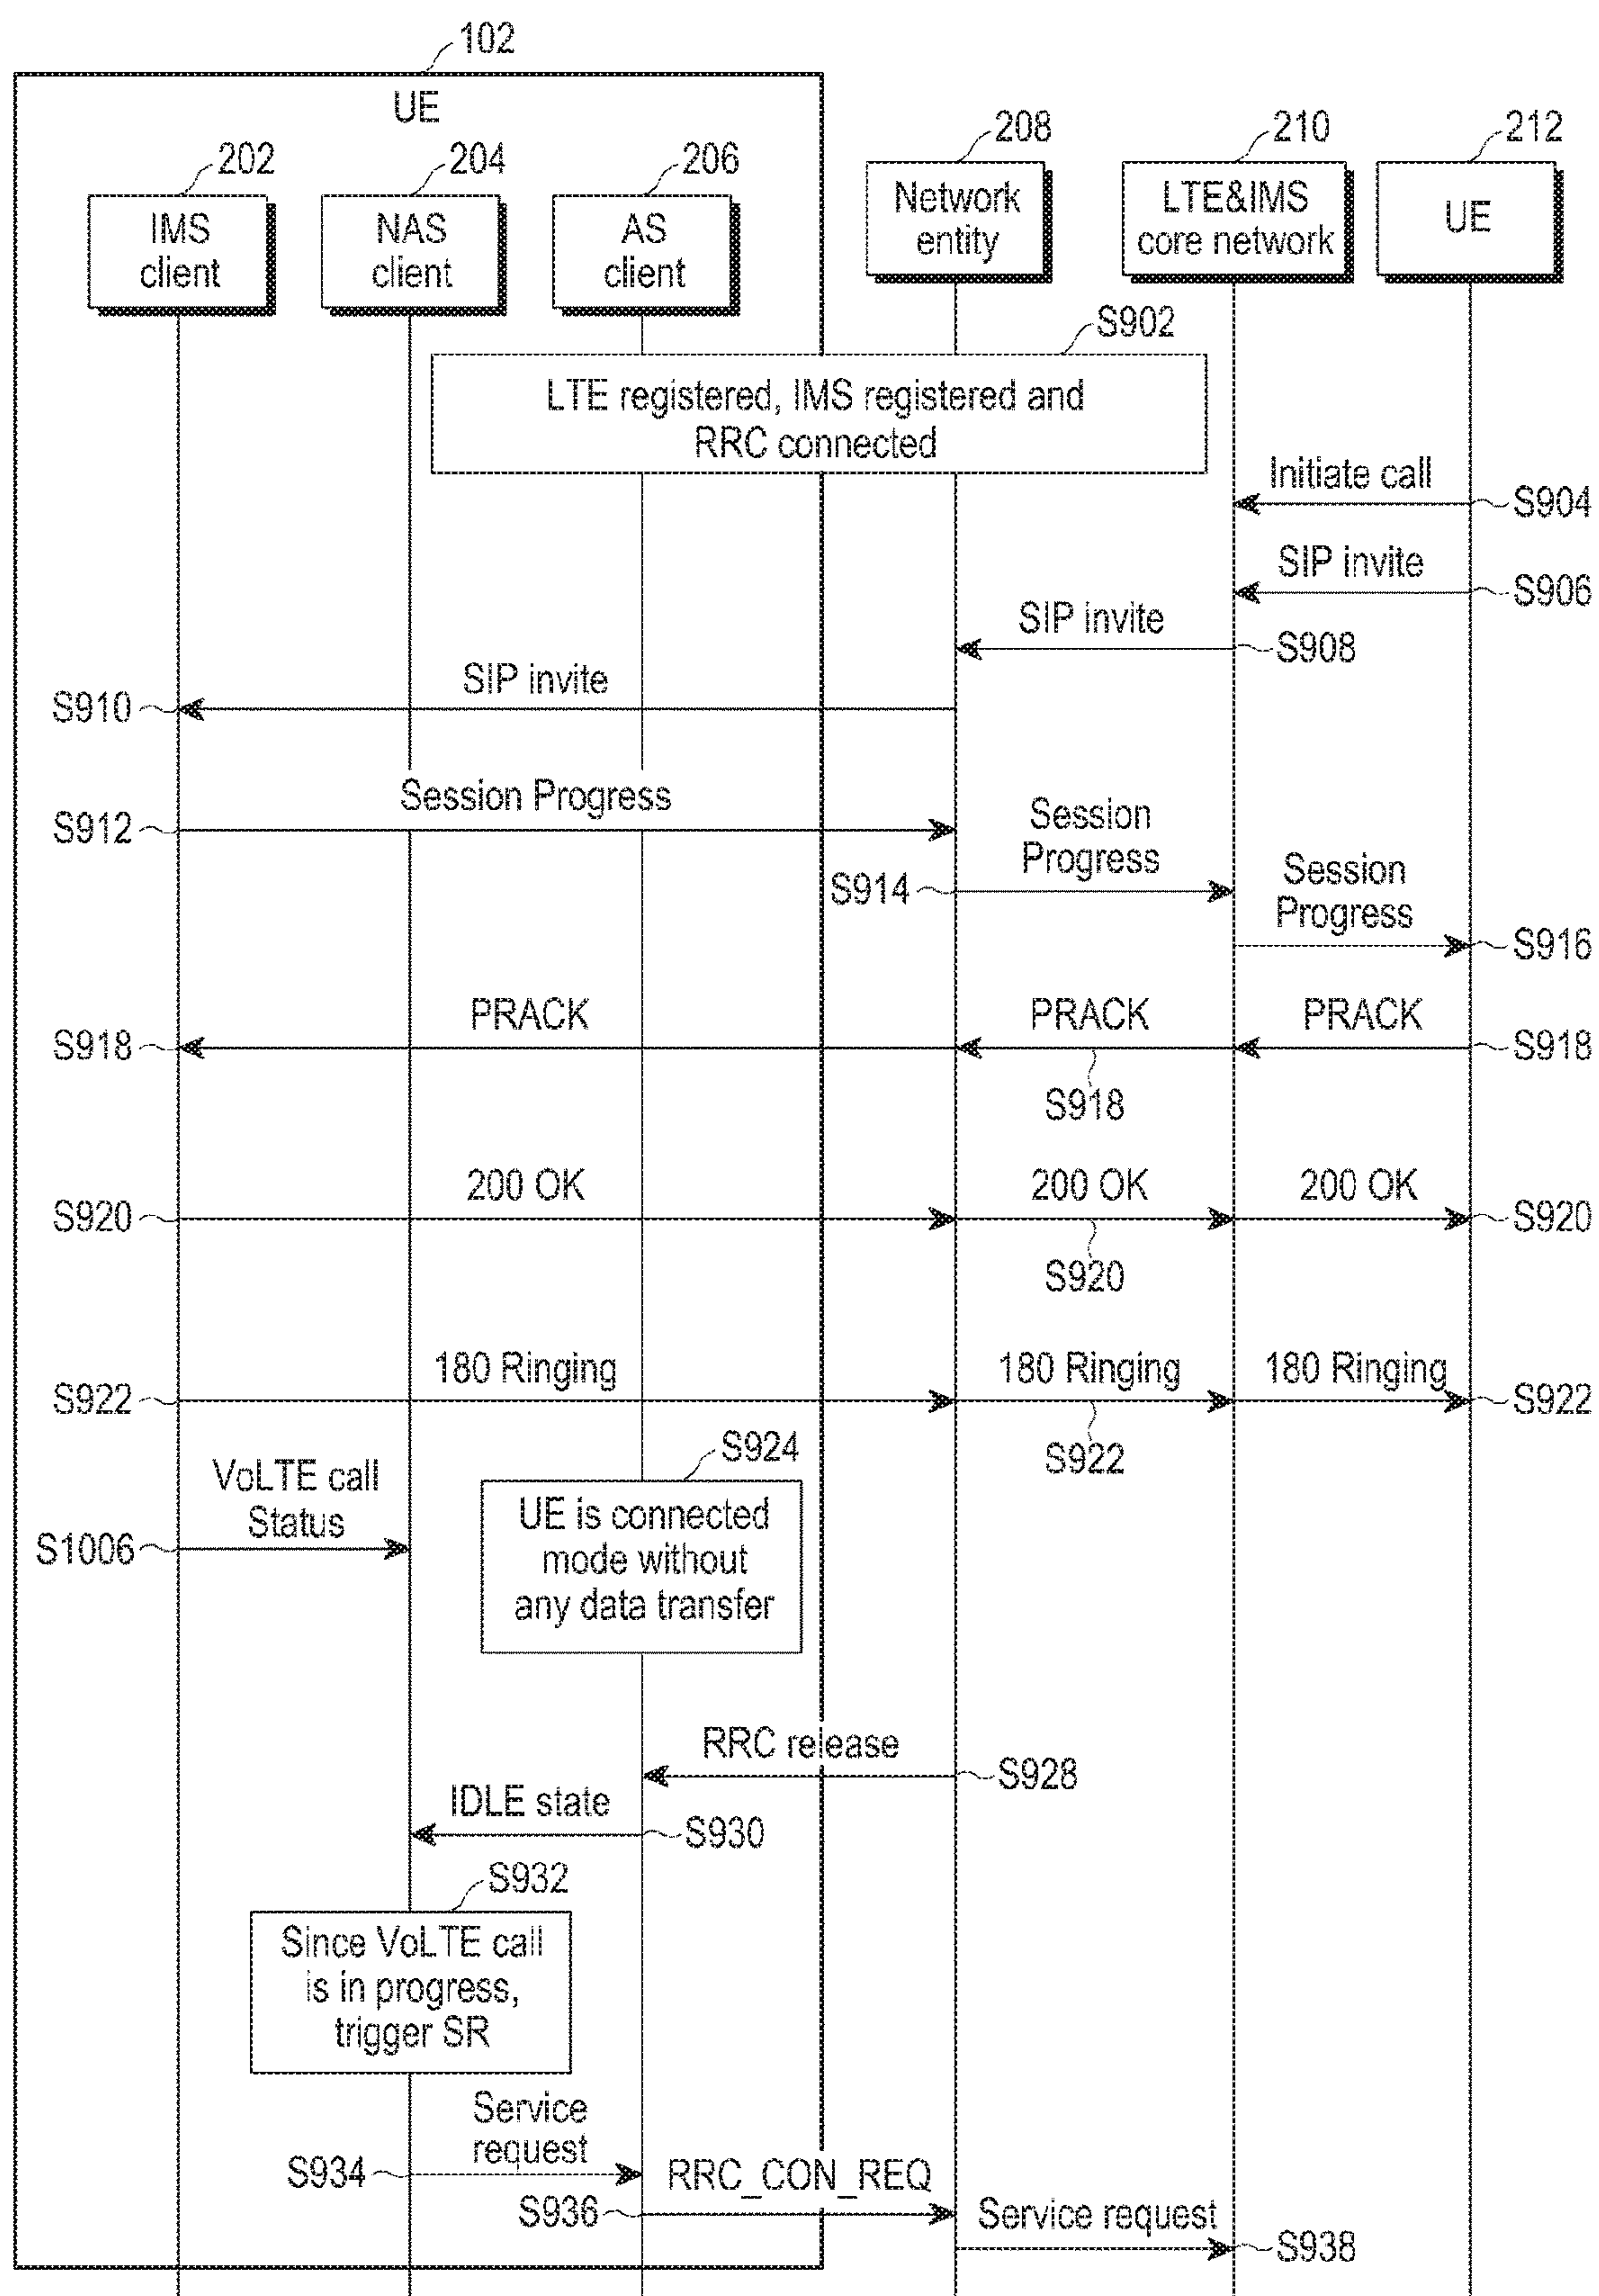 102
UE
202
204
206
208
210
212
IMS
client
NAS
client
AS
client
Network
entity
LTE&IMS
core network
UE
S902
LTE registered, IMS registered and
RRC connected
Initiate call
S904
SIP invite
S906
SIP invite
S908
SIP invite
S910
Session Progress
S912
Session
Progress
S914
Session
Progress
S916
PRACK
PRACK
PRACK
S918
S918
S918
200 OK
200 OK
200 OK
S920
S920
S920
180 Ringing
180 Ringing
180 Ringing
S922
S922
S922
S924
VoLTE call
Status
S1006
UE is connected
mode without
any data transfer
RRC release
S928
IDLE state
S930
S932
Since VoLTE call
is in progress,
trigger SR
Service
request
S934
RRC_CON_REQ
S936
Service request
S938